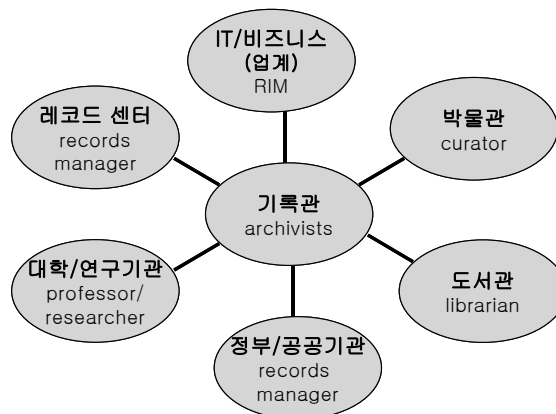 IT/비즈니스
(업계)
RIM
레코드 센터
records
manager
박물관
curator
기록관
archivists
대학/연구기관
professor/
researcher
도서관
librarian
정부/공공기관
records
manager